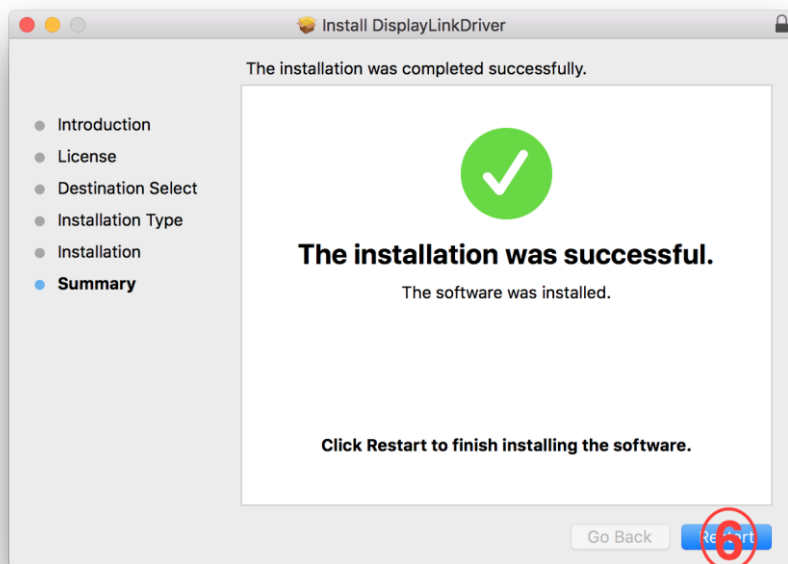 Install DisplayLinkDriver
The installation was completed successfully.
Introduction
License
Destination Select
Installation Type
Installation
Summary
The installation was successful.
The software was installed.
Click Restart to finish installing the software.
Go Back
Restart
6